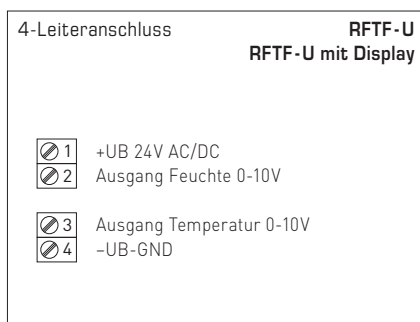 4-Leiteranschluss RFTF-U
RFTF-U mit Display
1 +UB 24V AC/DC
2 Ausgang Feuchte 0-10V
3 Ausgang Temperatur 0-10V
4 –UB-GND